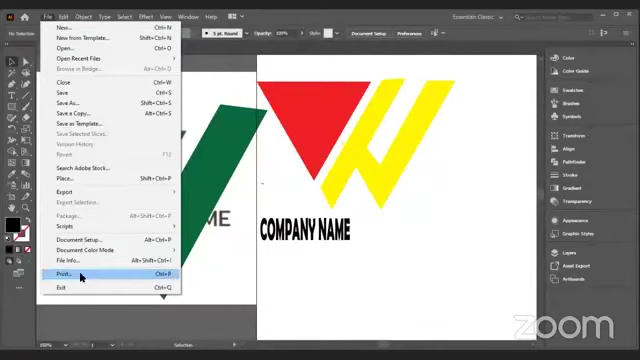 File Edit Object Type Select Effect View Window Help
Essentials Classic
No Selection
5 pt. Round
Opacity: 100%
Style:
Document Setup
Preferences
New... Ctrl+N
New from Template... Shift+Ctrl+N
Open... Ctrl+O
Open Recent Files
Browse in Bridge... Alt+Ctrl+O
Close Ctrl+W
Save Ctrl+S
Save As... Shift+Ctrl+S
Save a Copy... Alt+Ctrl+S
Save as Template...
Save Selected Slices...
Version History
Revert F12
Search Adobe Stock...
Place... Shift+Ctrl+P
Export
Export Selection...
Package... Alt+Shift+Ctrl+P
Scripts
Document Setup... Alt+Ctrl+P
Document Color Mode
File Info... Alt+Shift+Ctrl+I
Print... Ctrl+P
Exit Ctrl+Q
ME
COMPANY NAME
Color
Color Guide
Swatches
Brushes
Symbols
Transform
Align
Pathfinder
Stroke
Gradient
Transparency
Appearance
Graphic Styles
Layers
Asset Export
Artboards
100%
1
Selection
zoom